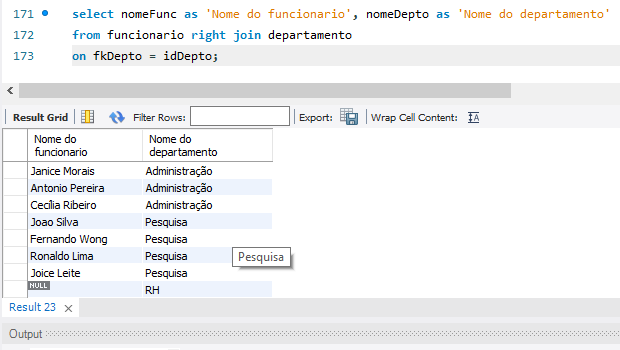 171 select nomeFunc as 'Nome do funcionario', nomeDepto as 'Nome do departamento'
172 from funcionario right join departamento
173 on fkDepto = idDepto;
Result Grid Filter Rows: Export: Wrap Cell Content: IA
Nome do funcionario Nome do departamento
Janice Morais Administração
Antonio Pereira Administração
Cecília Ribeiro Administração
Joao Silva Pesquisa
Fernando Wong Pesquisa
Ronaldo Lima Pesquisa
Pesquisa
Joice Leite Pesquisa
NULL RH
Result 23
Output